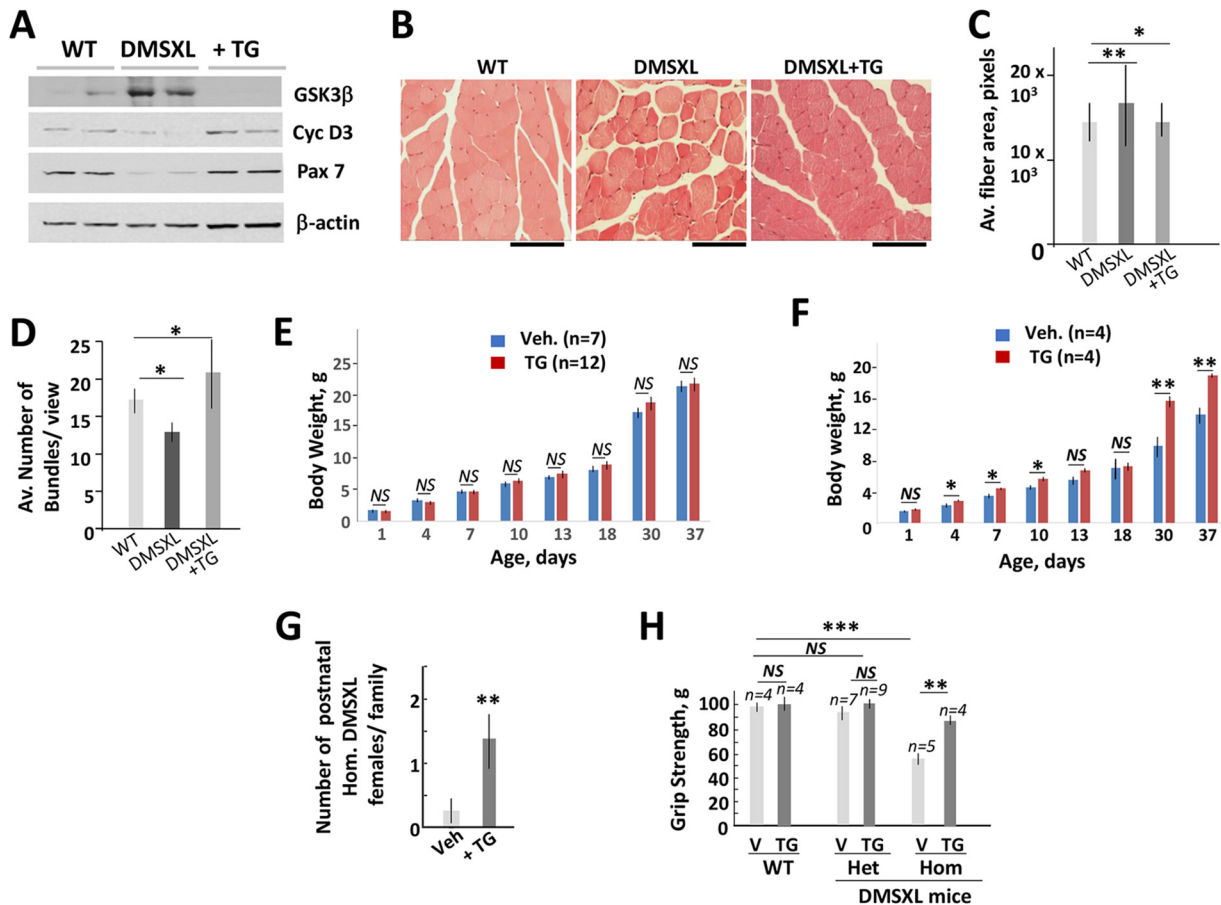 A
WT DMSXL + TG
GSK3β
Cyc D3
Pax 7
β-actin
B
WT DMSXL DMSXL+TG
C
Av. fiber area, pixels
20 x
10³
10 x
10³
0
*
**
WT
DMSXL
DMSXL
+TG
D
Av. Number of
Bundles/ view
25
20
15
10
5
0
*
*
WT
DMSXL
DMSXL
+TG
E
Veh. (n=7)
TG (n=12)
Body Weight, g
25
20
15
10
5
0
NS NS NS NS NS NS NS NS
1 4 7 10 13 18 30 37
Age, days
F
Veh. (n=4)
TG (n=4)
Body weight, g
20
16
12
8
4
0
NS * * * NS NS ** **
1 4 7 10 13 18 30 37
Age, days
G
Number of postnatal
Hom. DMSXL
females/ family
2
1
0
**
Veh
+ TG
H
Grip Strength, g
100
80
60
40
20
0
***
NS
NS NS **
n=4 n=4 n=7 n=9 n=5 n=4
V TG V TG V TG
WT Het Hom
DMSXL mice